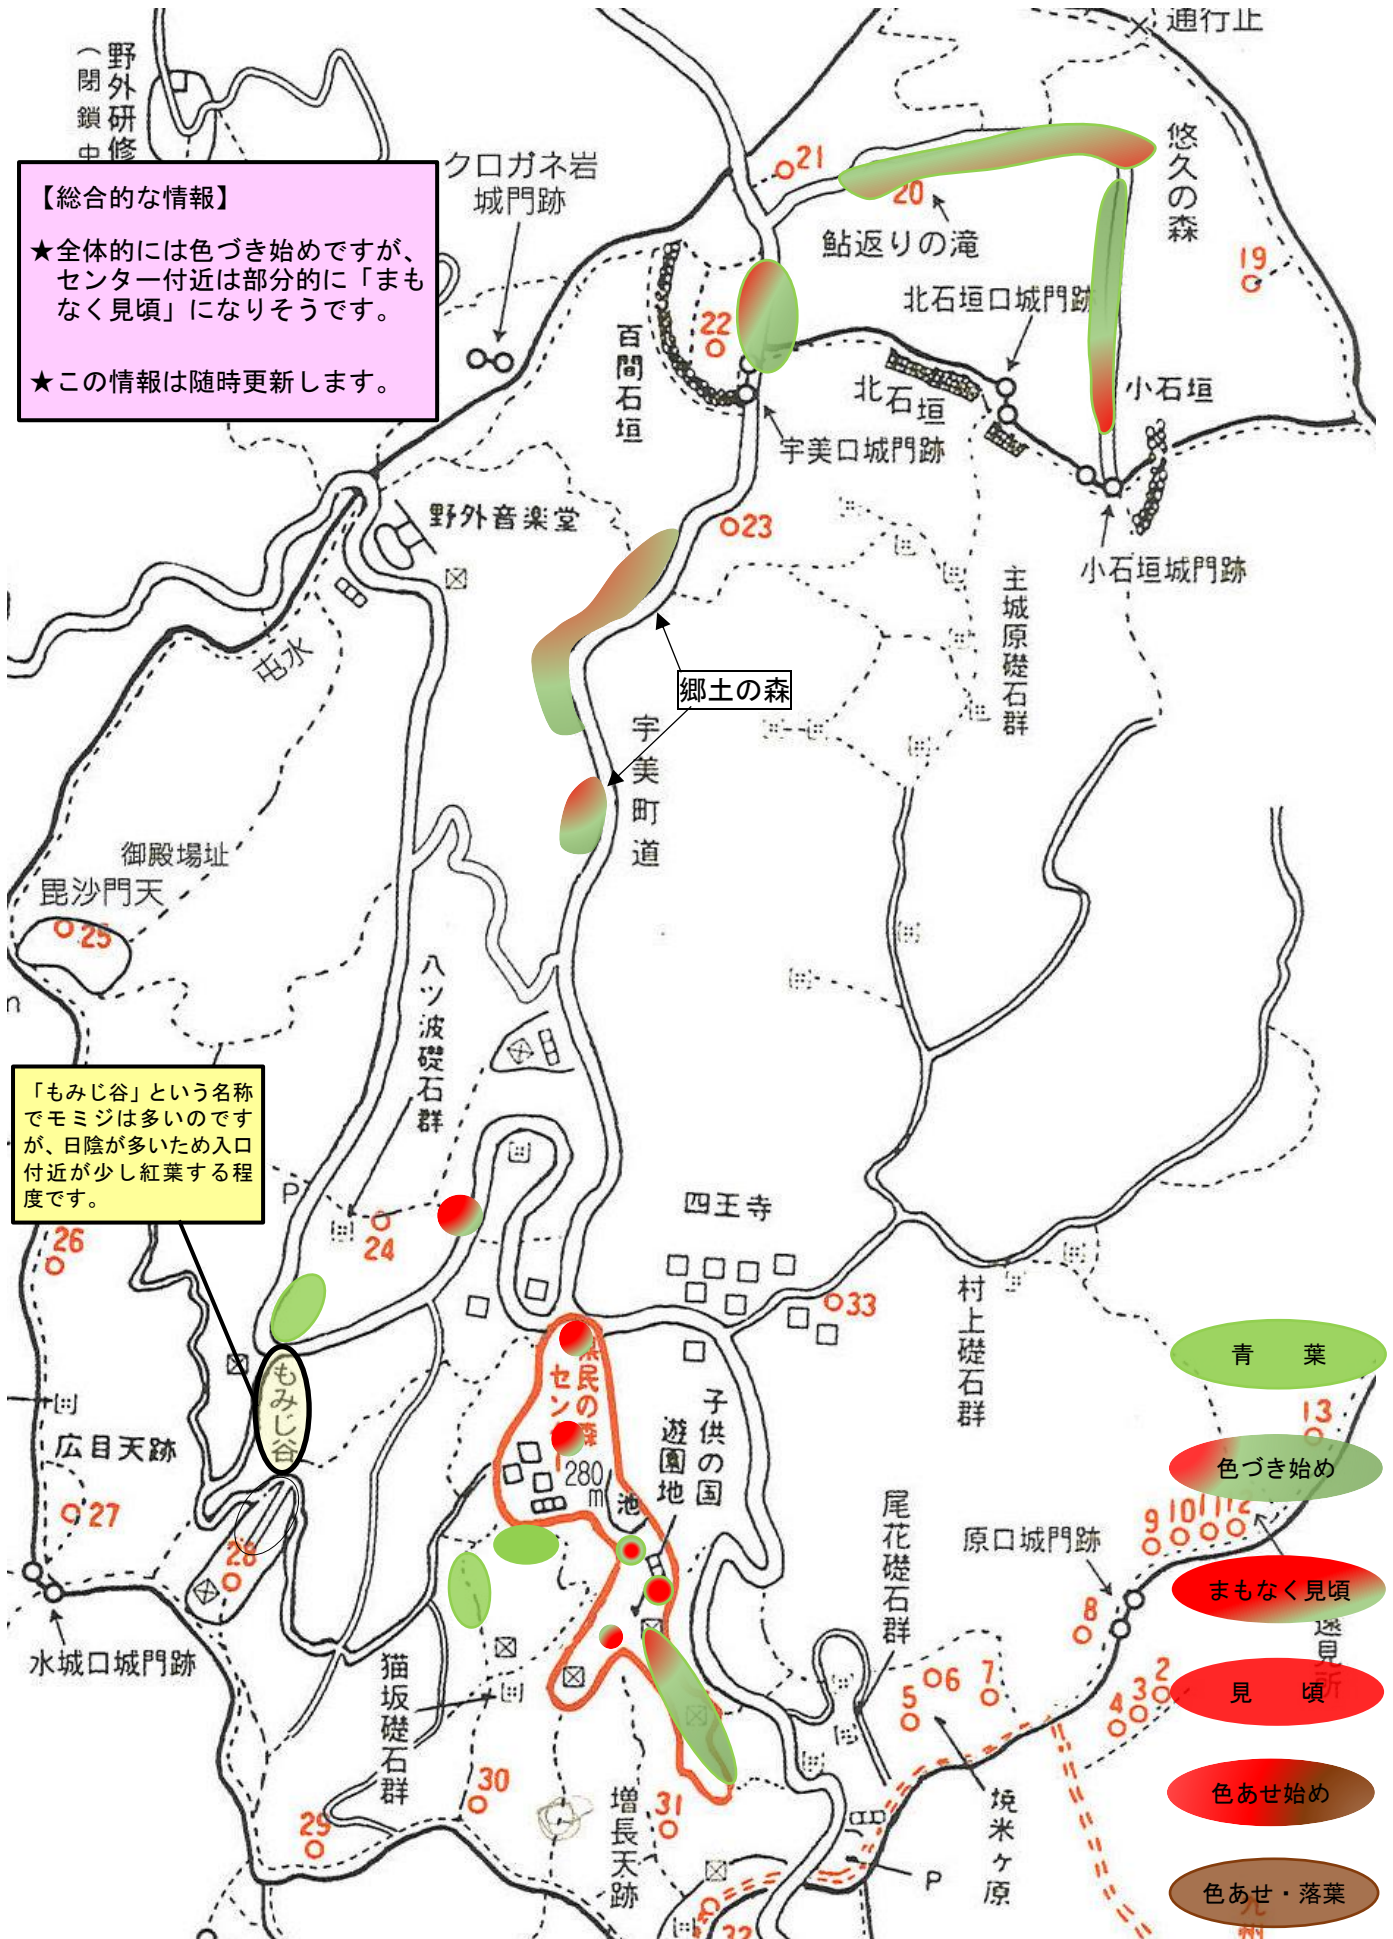 通行止
野外研修
(閉鎖中
【総合的な情報】
★全体的には色づき始めですが、
センター付近は部分的に「まも
なく見頃」になりそうです。
★この情報は随時更新します。
クロガネ岩
城門跡
21
20
鮎返りの滝
悠久の森
19
北石垣口城門跡
22
百間石垣
北石垣
小石垣
宇美口城門跡
野外音楽堂
23
小石垣城門跡
主城原礎石群
屯水
郷土の森
宇美町道
御殿場址
毘沙門天
25
八ツ波礎石群
「もみじ谷」という名称
でモミジは多いのです
が、日陰が多いため入口
付近が少し紅葉する程
度です。
P
24
26
四王寺
33
村上礎石群
もみじ谷
県民の森
センター
280
m
池
子供の国
遊園地
広目天跡
27
28
水城口城門跡
猫坂礎石群
尾花礎石群
原口城門跡
13
9
10
11
12
8
遠見所
7
6
5
4
3
2
焼米ヶ原
30
29
31
増長天跡
32
P
九州
青 葉
色づき始め
まもなく見頃
見 頃
色あせ始め
色あせ・落葉